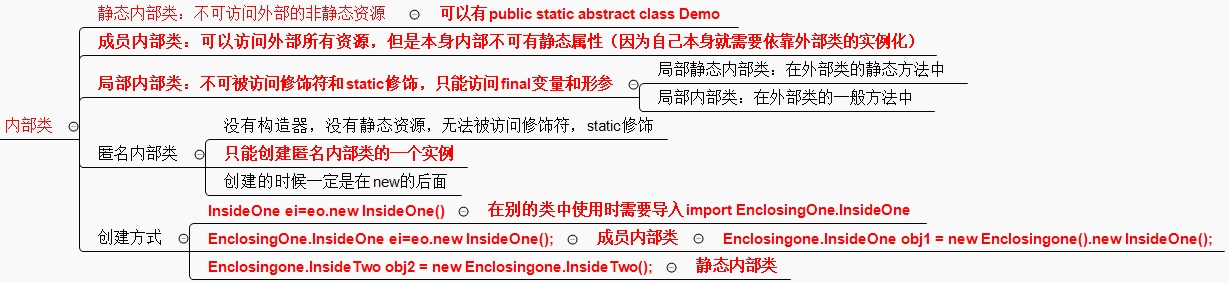 静态内部类：不可访问外部的非静态资源 可以有public static abstract class Demo
成员内部类：可以访问外部所有资源，但是本身内部不可有静态属性（因为自己本身就需要依靠外部类的实例化）
局部内部类：不可被访问修饰符和static修饰，只能访问final变量和形参
局部静态内部类：在外部类的静态方法中
局部内部类：在外部类的一般方法中
内部类
没有构造器，没有静态资源，无法被访问修饰符，static修饰
匿名内部类
只能创建匿名内部类的一个实例
创建的时候一定是在new的后面
InsideOne ei=eo.new InsideOne() 在别的类中使用时需要导入import EnclosingOne.InsideOne
创建方式
EnclosingOne.InsideOne ei=eo.new InsideOne(); 成员内部类 Enclosingone.InsideOne obj1 = new Enclosingone().new InsideOne();
Enclosingone.InsideTwo obj2 = new Enclosingone.InsideTwo(); 静态内部类